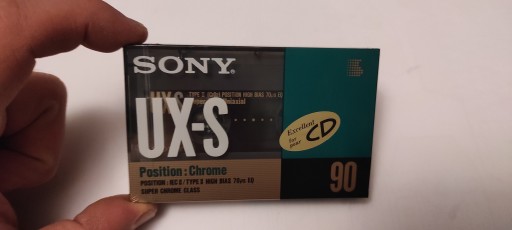 SONY
UX-S
Excellent
for
your CD
Position : Chrome
POSITION : IEC II / TYPE II HIGH BIAS 70μs EQ
SUPER CHROME CLASS
90